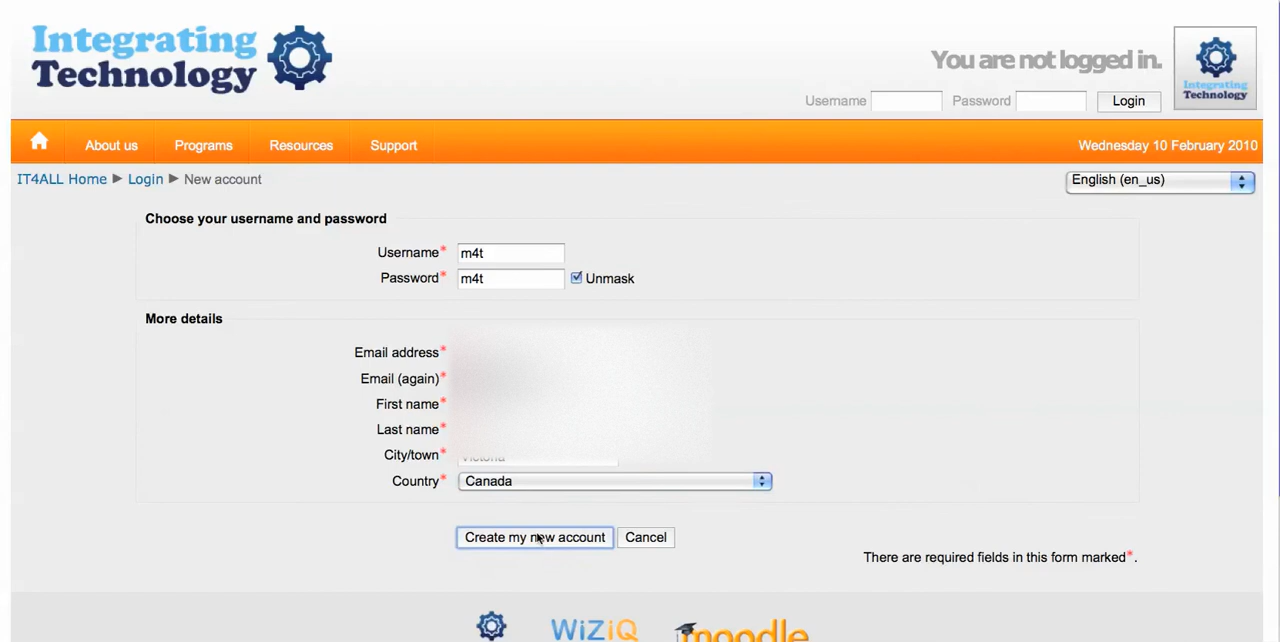 Integrating
Technology
You are not logged in.
Username Password Login
Integrating
Technology
About us Programs Resources Support Wednesday 10 February 2010
IT4ALL Home ► Login ► New account English (en_us)
Choose your username and password
Username* m4t
Password* m4t Unmask
More details
Email address*
Email (again)*
First name*
Last name*
City/town* Victoria
Country* Canada
Create my new account Cancel
There are required fields in this form marked*.
WiZiQ moodle